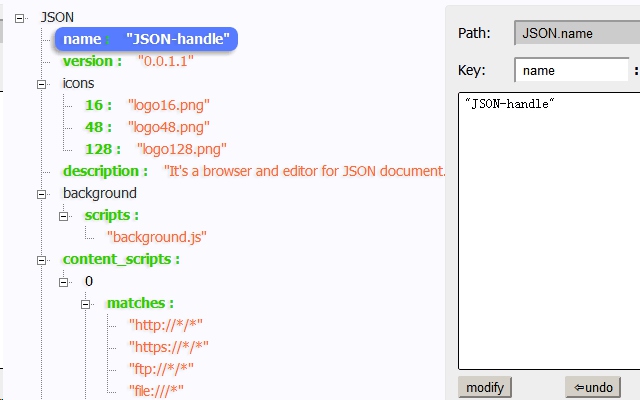 JSON
name : "JSON-handle"
version : "0.0.1.1"
icons
16 : "logo16.png"
48 : "logo48.png"
128 : "logo128.png"
description : "It's a browser and editor for JSON document.
background
scripts :
"background.js"
content_scripts :
0
matches :
"http://*/*"
"https://*/*"
"ftp://*/*"
"file:///*"
Path: JSON.name
Key: name :
"JSON-handle"
modify ⇦undo